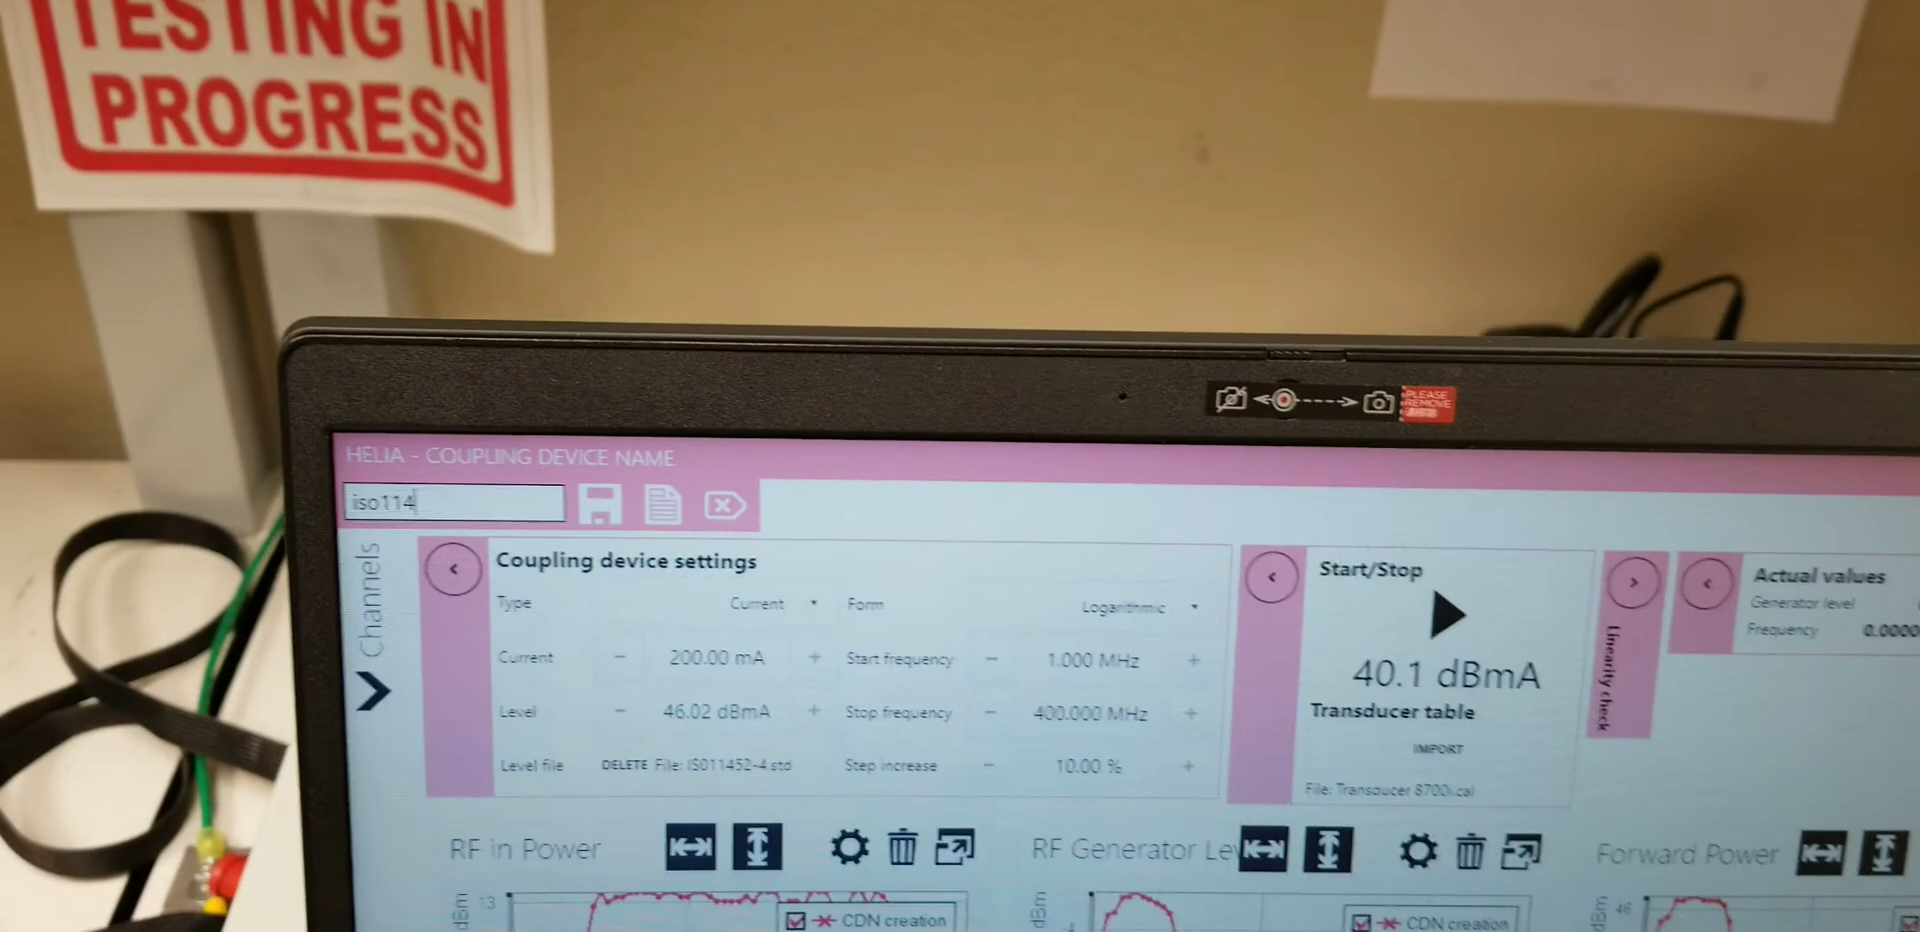 TESTING IN
PROGRESS
PLEASE
REMOVE
HELIA - COUPLING DEVICE NAME
iso114
Channels
Coupling device settings
Type Current Form Logarithmic
Current - 200.00 mA + Start frequency - 1.000 MHz +
Level - 46.02 dBmA + Stop frequency - 400.000 MHz +
Level file DELETE File: ISO11452-4.std Step increase - 10.00 % +
Start/Stop
40.1 dBmA
Transducer table
IMPORT
File: Transducer 8700i.cal
Linearity check
Actual values
Generator level
Frequency 0.0000
RF in Power
RF Generator Lev
Forward Power
dBm
13
CDN creation
dBm
CDN creation
dBm
46